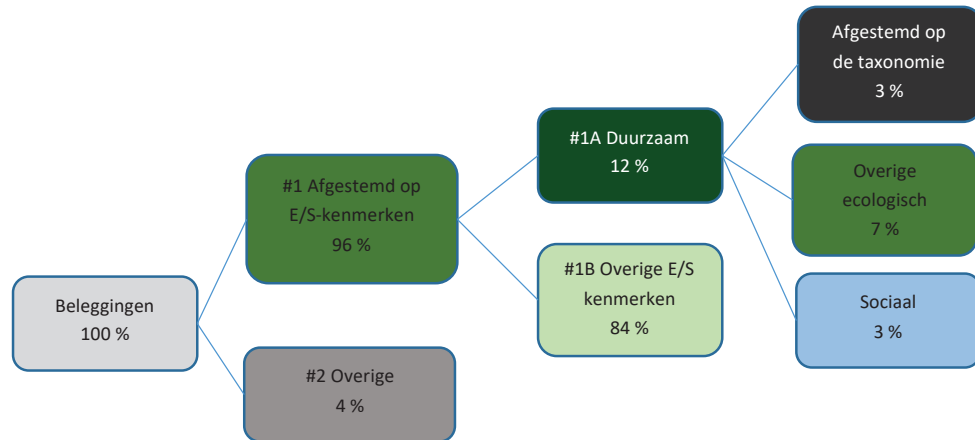 Beleggingen
100 %
#1 Afgestemd op
E/S-kenmerken
96 %
#2 Overige
4 %
#1A Duurzaam
12 %
#1B Overige E/S
kenmerken
84 %
Afgestemd op
de taxonomie
3 %
Overige
ecologisch
7 %
Sociaal
3 %